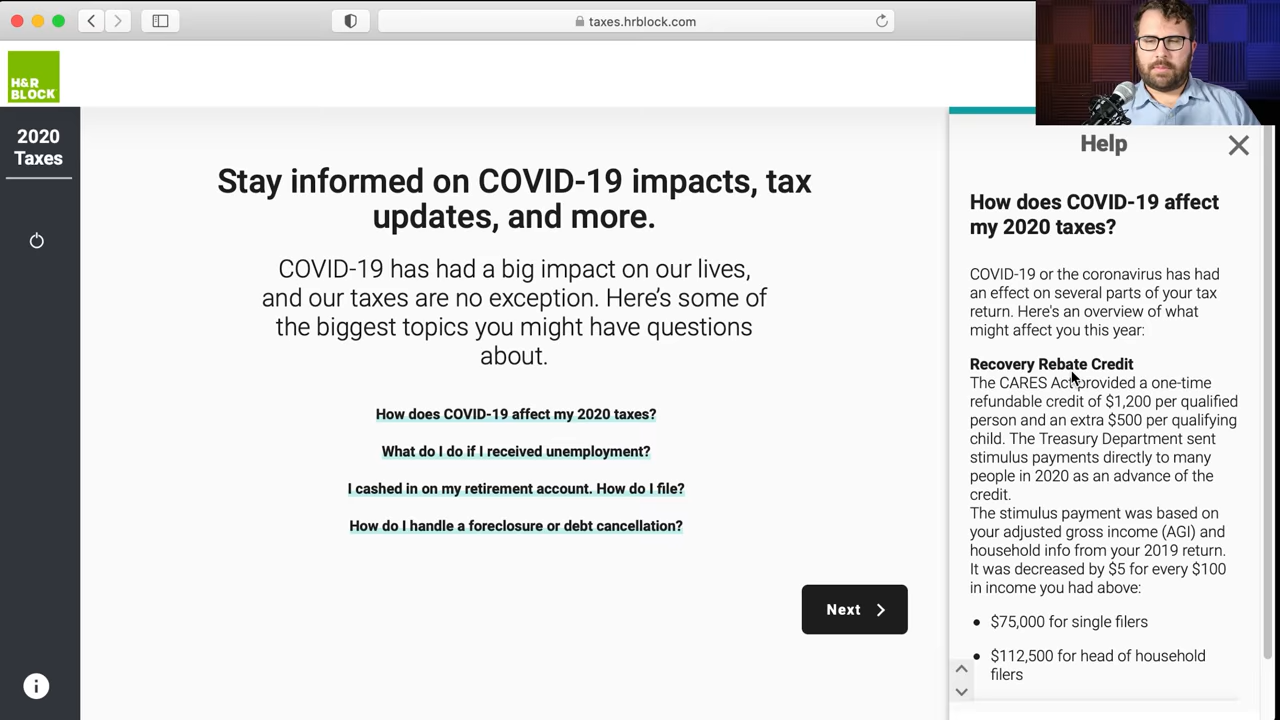 taxes.hrblock.com
H&R
BLOCK
2020
Taxes
Stay informed on COVID-19 impacts, tax
updates, and more.
COVID-19 has had a big impact on our lives,
and our taxes are no exception. Here's some of
the biggest topics you might have questions
about.
How does COVID-19 affect my 2020 taxes?
What do I do if I received unemployment?
I cashed in on my retirement account. How do I file?
How do I handle a foreclosure or debt cancellation?
Next
Help
How does COVID-19 affect
my 2020 taxes?
COVID-19 or the coronavirus has had
an effect on several parts of your tax
return. Here's an overview of what
might affect you this year:
Recovery Rebate Credit
The CARES Act provided a one-time
refundable credit of $1,200 per qualified
person and an extra $500 per qualifying
child. The Treasury Department sent
stimulus payments directly to many
people in 2020 as an advance of the
credit.
The stimulus payment was based on
your adjusted gross income (AGI) and
household info from your 2019 return.
It was decreased by $5 for every $100
in income you had above:
• $75,000 for single filers
• $112,500 for head of household
filers